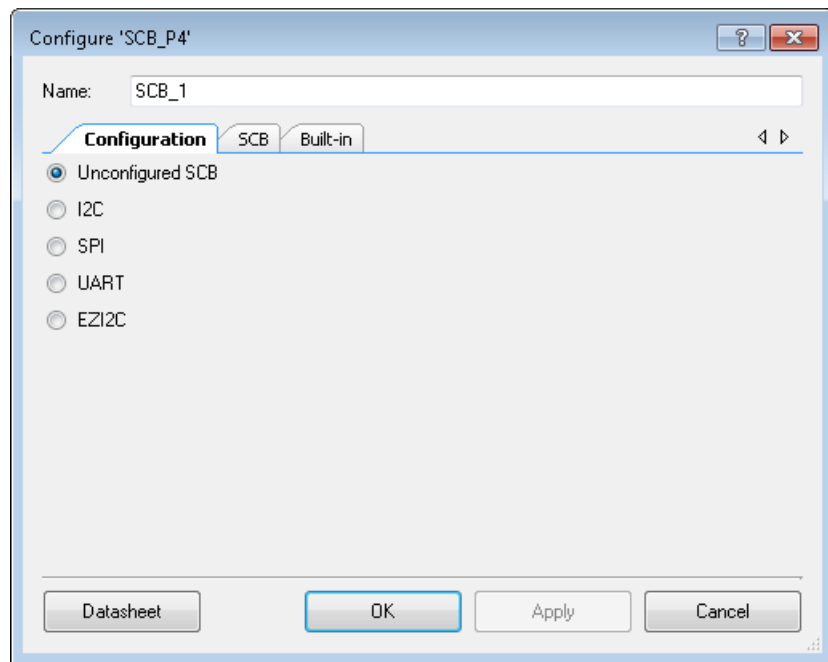 Configure 'SCB_P4'
Name: SCB_1
Configuration SCB Built-in
Unconfigured SCB
I2C
SPI
UART
EZI2C
Datasheet OK Apply Cancel